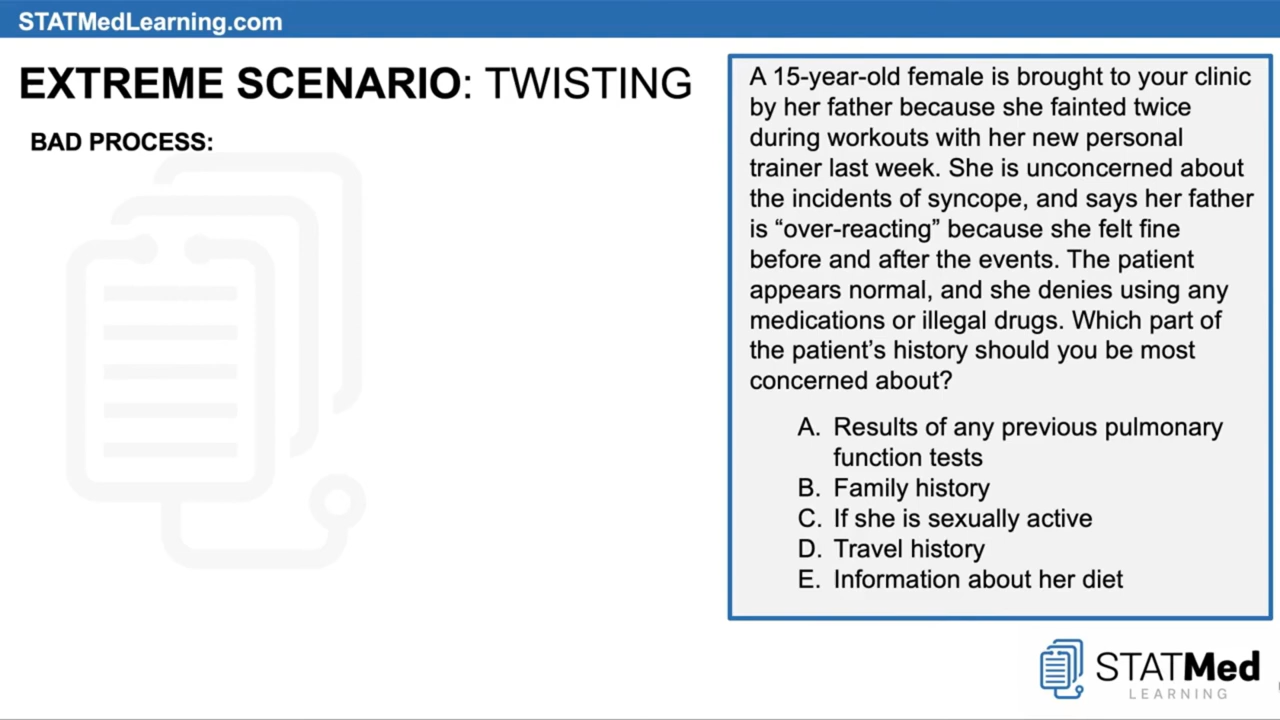 STATMedLearning.com
EXTREME SCENARIO: TWISTING
BAD PROCESS:
A 15-year-old female is brought to your clinic
by her father because she fainted twice
during workouts with her new personal
trainer last week. She is unconcerned about
the incidents of syncope, and says her father
is “over-reacting” because she felt fine
before and after the events. The patient
appears normal, and she denies using any
medications or illegal drugs. Which part of
the patient’s history should you be most
concerned about?
A. Results of any previous pulmonary
function tests
B. Family history
C. If she is sexually active
D. Travel history
E. Information about her diet
STATMed
LEARNING